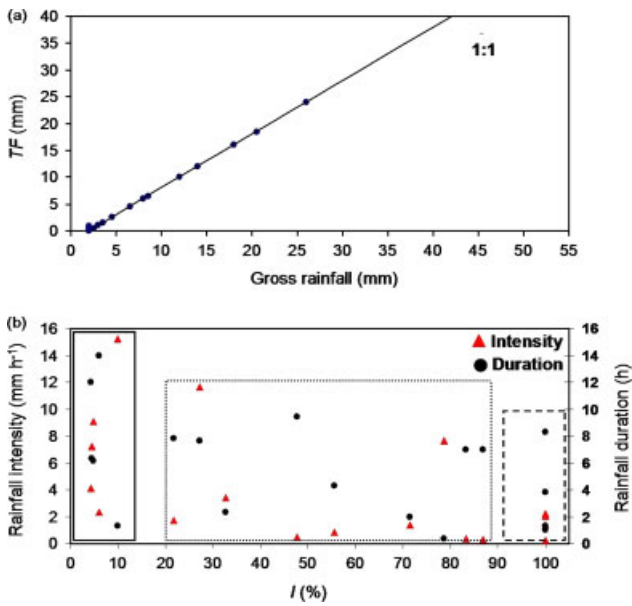 (a)
40
35
30
25
20
15
10
5
0
TF (mm)
1:1
0 5 10 15 20 25 30 35 40 45 50 55
Gross rainfall (mm)
(b)
16
14
12
10
8
6
4
2
0
Rainfall intensity (mm h⁻¹)
Intensity
Duration
16
14
12
10
8
6
4
2
0
Rainfall duration (h)
0 10 20 30 40 50 60 70 80 90 100
I (%)